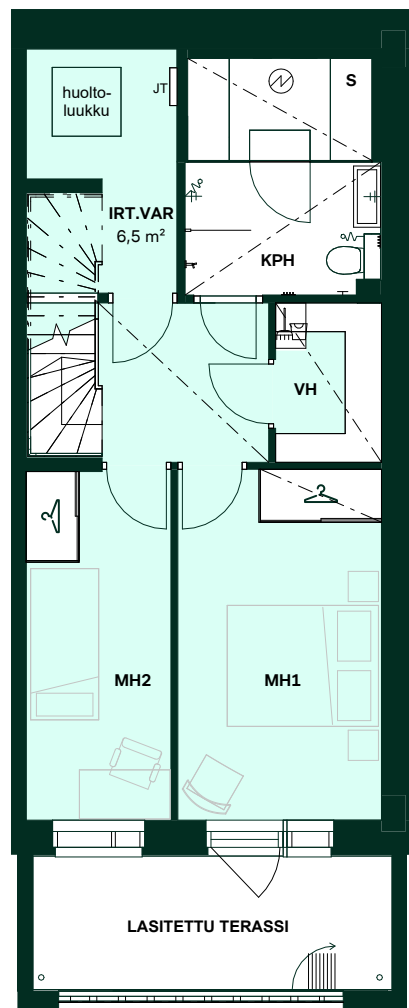 huolto-
luukku
JT
S
IRT.VAR
6,5 m²
KPH
VH
MH2
MH1
LASITETTU TERASSI